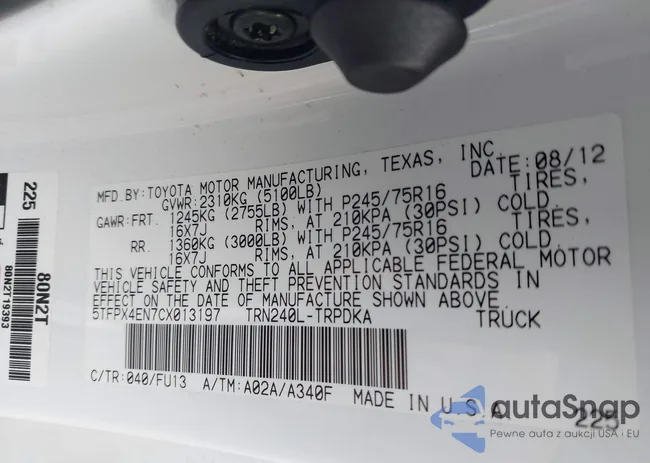 MFD.BY:TOYOTA MOTOR MANUFACTURING, TEXAS, INC.
GVWR:2310KG (5100LB) DATE:08/12
GAWR:FRT. 1245KG (2755LB) WITH P245/75R16 TIRES,
16X7J RIMS, AT 210KPA (30PSI) COLD
RR. 1360KG (3000LB) WITH P245/75R16 TIRES,
16X7J RIMS, AT 210KPA (30PSI) COLD
THIS VEHICLE CONFORMS TO ALL APPLICABLE FEDERAL MOTOR
VEHICLE SAFETY AND THEFT PREVENTION STANDARDS IN
EFFECT ON THE DATE OF MANUFACTURE SHOWN ABOVE.
5TFPX4EN7CX013197 TRN240L-TRPDKA TRUCK
C/TR:040/FU13 A/TM:A02A/A340F MADE IN U S A
225
225
80N2T
80N2T19393
autaSnap
Pewne auta z aukcji USA i EU